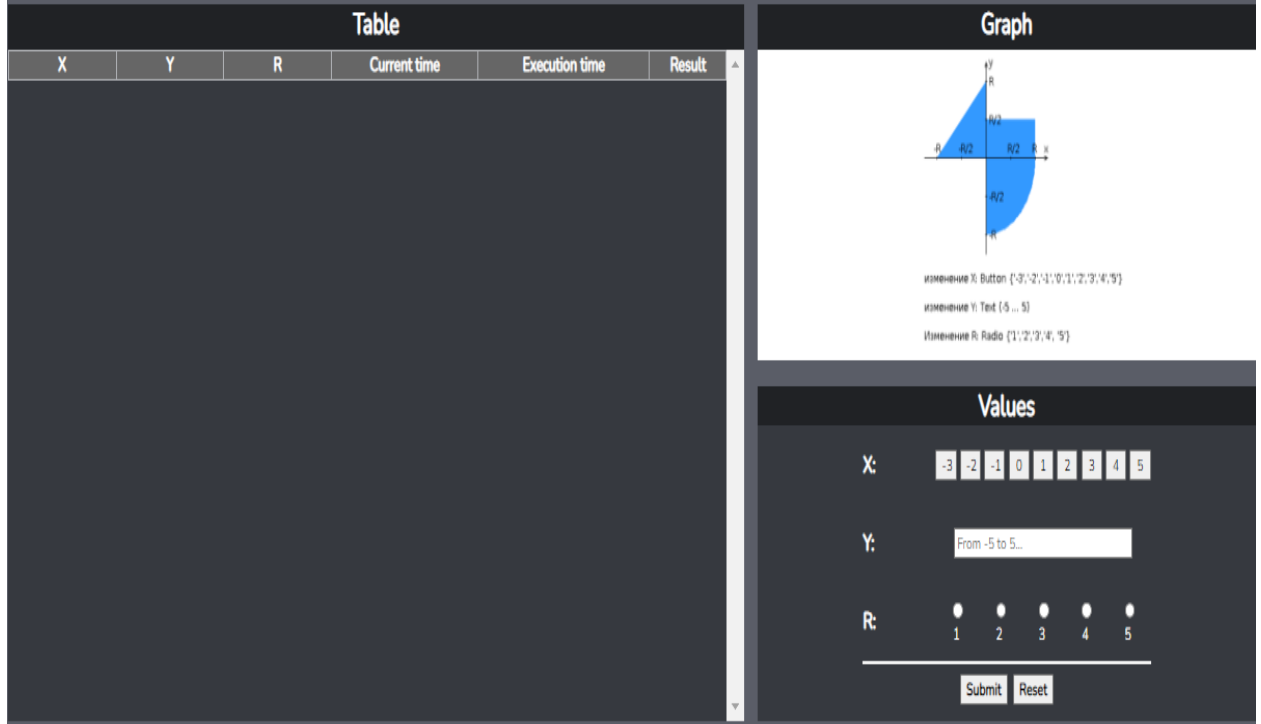 Table
X Y R Current time Execution time Result
Graph
y
R
R/2
-R -R/2 R/2 R x
-R/2
-R
изменение X: Button {'-3','-2','-1','0','1','2','3','4','5'}
изменение Y: Text {-5 ... 5}
Изменение R: Radio {'1','2','3','4', '5'}
Values
X: -3 -2 -1 0 1 2 3 4 5
Y: From -5 to 5...
R: 1 2 3 4 5
Submit Reset